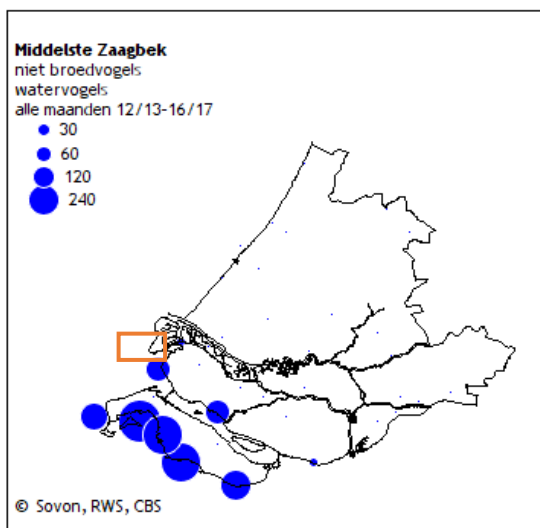 Middelste Zaagbek
niet broedvogels
watervogels
alle maanden 12/13-16/17
30
60
120
240
© Sovon, RWS, CBS